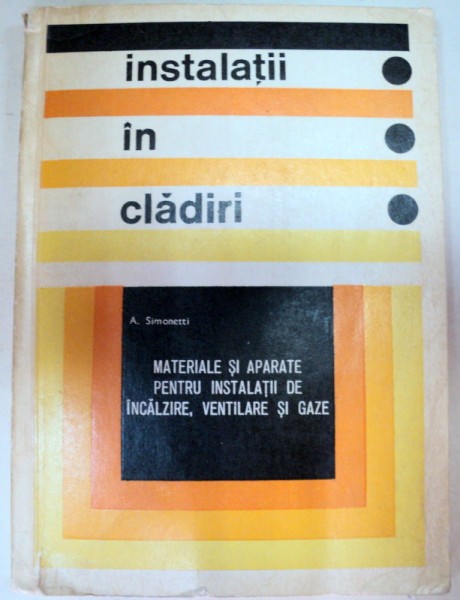 instalații
în
clădiri
A. Simonetti
MATERIALE ȘI APARATE
PENTRU INSTALAȚII DE
ÎNCĂLZIRE, VENTILARE ȘI GAZE